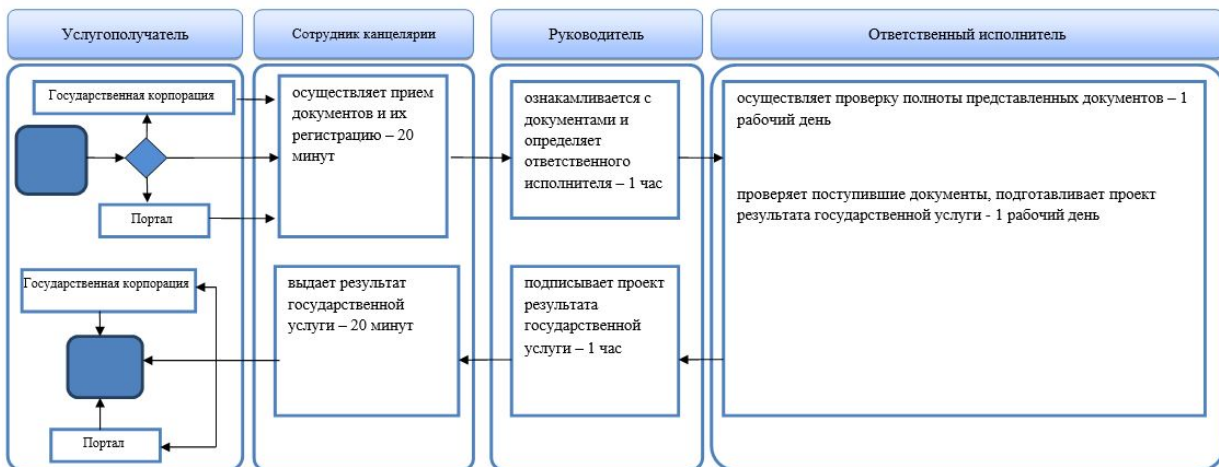 Услугополучатель
Сотрудник канцелярии
Руководитель
Ответственный исполнитель
Государственная корпорация
Портал
осуществляет прием
документов и их
регистрацию – 20
минут
ознакамливается с
документами и
определяет
ответственного
исполнителя – 1 час
осуществляет проверку полноты представленных документов – 1
рабочий день
проверяет поступившие документы, подготавливает проект
результата государственной услуги - 1 рабочий день
Государственная корпорация
Портал
выдает результат
государственной
услуги – 20 минут
подписывает проект
результата
государственной
услуги – 1 час